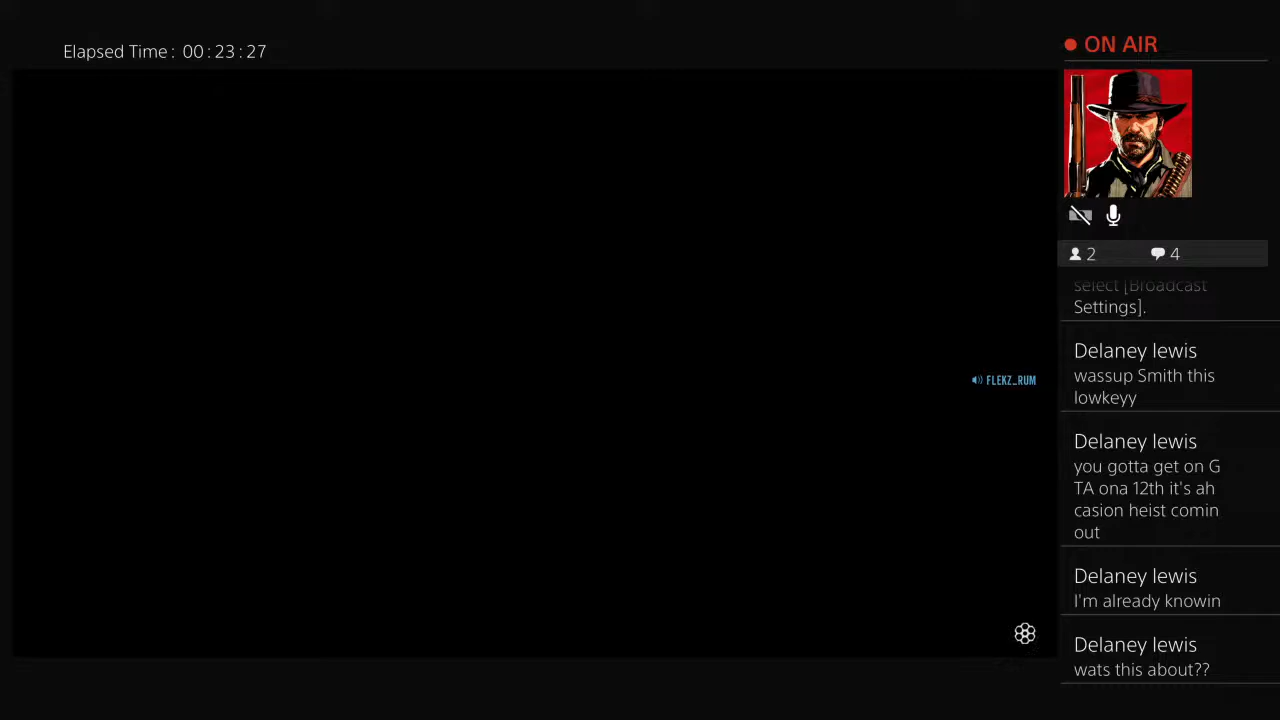 Elapsed Time: 00:23:27
ON AIR
2
4
select [Broadcast
Settings].
Delaney lewis
wassup Smith this
lowkeyy
FLEKZ_RUM
Delaney lewis
you gotta get on G
TA ona 12th it's ah
casion heist comin
out
Delaney lewis
I'm already knowin
Delaney lewis
wats this about??